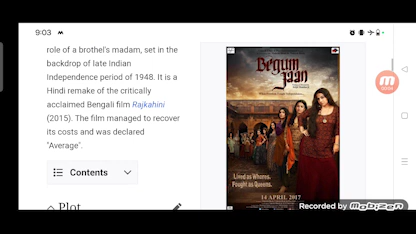 9:03
role of a brothel's madam, set in the
backdrop of late Indian
Independence period of 1948. It is a
Hindi remake of the critically
acclaimed Bengali film Rajkahini
(2015). The film managed to recover
its costs and was declared
"Average".
Contents
Plot
Begum
Jaan
Lived as Whores.
Fought as Queens.
14 APRIL 2017
Recorded by Mobizen